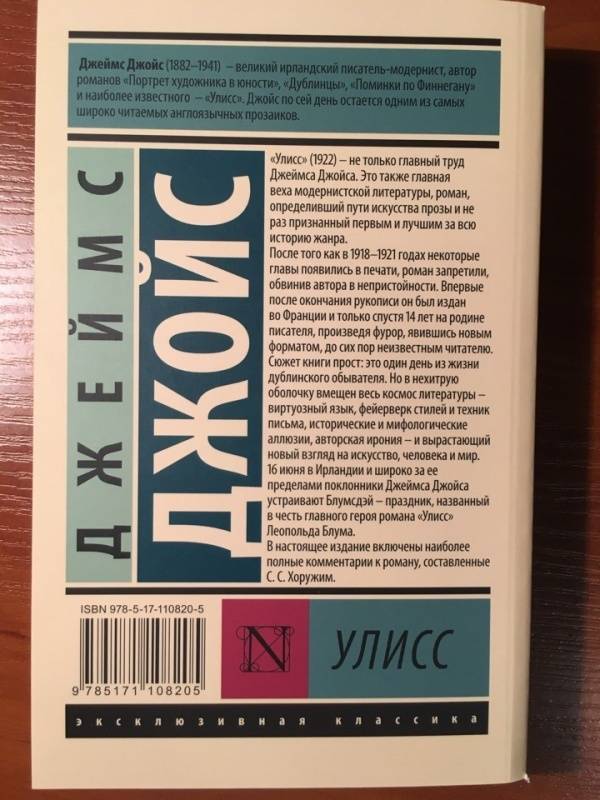 Джеймс Джойс (1882–1941) – великий ирландский писатель-модернист, автор
романов «Портрет художника в юности», «Дублинцы», «Поминки по Финнегану»
и наиболее известного – «Улисс». Джойс по сей день остается одним из самых
широко читаемых англоязычных прозаиков.
ДЖЕЙМС
ДЖОЙС
«Улисс» (1922) – не только главный труд
Джеймса Джойса. Это также главная
веха модернистской литературы, роман,
определивший пути искусства прозы и не
раз признанный первым и лучшим за всю
историю жанра.
После того как в 1918–1921 годах некоторые
главы появились в печати, роман запретили,
обвинив автора в непристойности. Впервые
после окончания рукописи он был издан
во Франции и только спустя 14 лет на родине
писателя, произведя фурор, явившись новым
форматом, до сих пор неизвестным читателю.
Сюжет книги прост: это один день из жизни
дублинского обывателя. Но в нехитрую
оболочку вмещен весь космос литературы –
виртуозный язык, фейерверк стилей и техник
письма, исторические и мифологические
аллюзии, авторская ирония – и вырастающий
новый взгляд на искусство, человека и мир.
16 июня в Ирландии и широко за ее
пределами поклонники Джеймса Джойса
устраивают Блумсдэй – праздник, названный
в честь главного героя романа «Улисс»
Леопольда Блума.
В настоящее издание включены наиболее
полные комментарии к роману, составленные
С. С. Хоружим.
ISBN 978-5-17-110820-5
9 785171 108205
N
УЛИСС
эксклюзивная классика